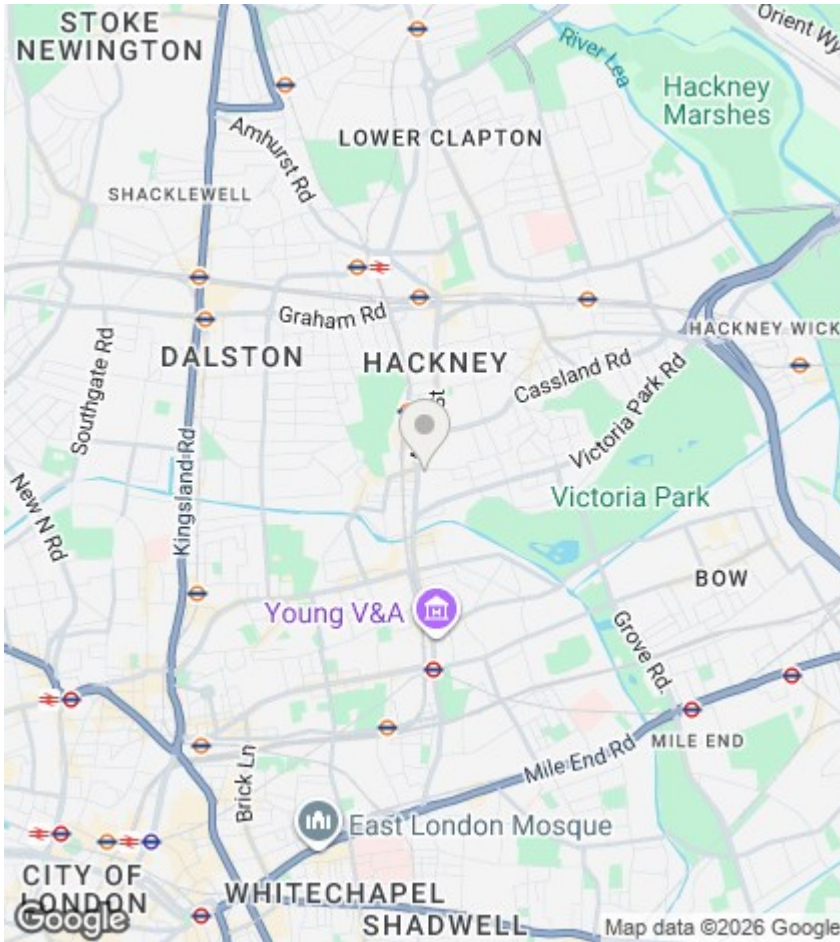 STOKE
NEWINGTON
Orient Wy
River Lea
Hackney
Marshes
Amhurst Rd
LOWER CLAPTON
SHACKLEWELL
Graham Rd
HACKNEY WICK
DALSTON
HACKNEY
Cassland Rd
Southgate Rd
st
Victoria Park Rd
Kingsland Rd
New N Rd
Victoria Park
BOW
Young V&A
Grove Rd.
MILE END
Mile End Rd
Brick Ln
East London Mosque
CITY OF
LONDON
WHITECHAPEL
SHADWELL
Google
Map data ©2026 Google